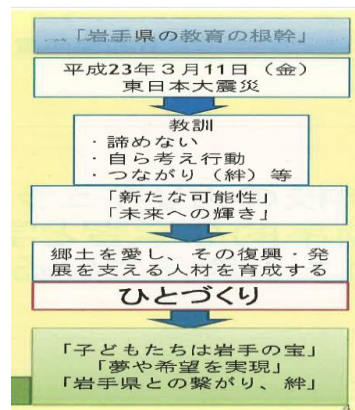 「岩手県の教育の根幹」
平成23年3月11日（金）
東日本大震災
教訓
・諦めない
・自ら考え行動
・つながり（絆）等
「新たな可能性」
「未来への輝き」
郷土を愛し、その復興・発
展を支える人材を育成する
ひとづくり
「子どもたちは岩手の宝」
「夢や希望を実現」
「岩手県との繋がり、絆」
4